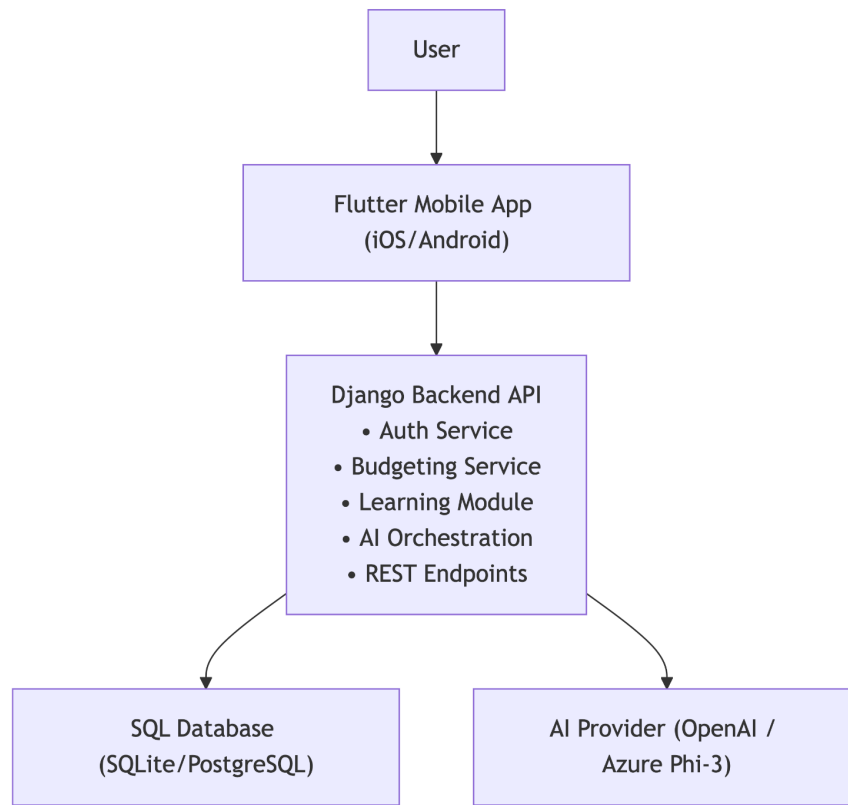 User
Flutter Mobile App
(iOS/Android)
Django Backend API
• Auth Service
• Budgeting Service
• Learning Module
• AI Orchestration
• REST Endpoints
SQL Database
(SQLite/PostgreSQL)
AI Provider (OpenAI /
Azure Phi-3)